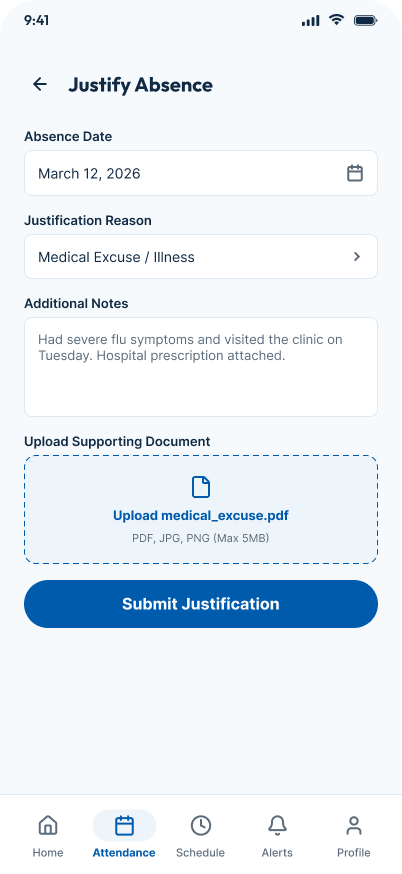 9:41
Justify Absence
Absence Date
March 12, 2026
Justification Reason
Medical Excuse / Illness
Additional Notes
Had severe flu symptoms and visited the clinic on
Tuesday. Hospital prescription attached.
Upload Supporting Document
Upload medical_excuse.pdf
PDF, JPG, PNG (Max 5MB)
Submit Justification
Home
Attendance
Schedule
Alerts
Profile